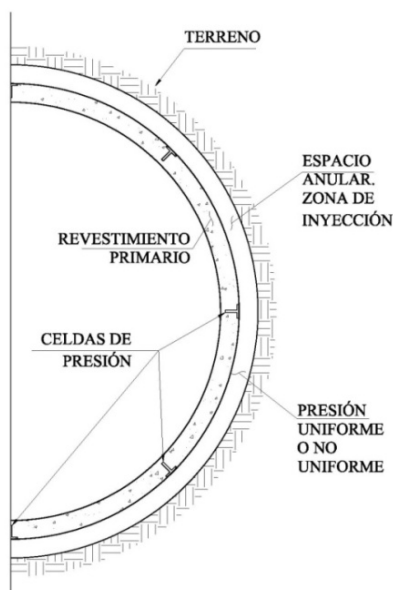 TERRENO
ESPACIO
ANULAR.
ZONA DE
INYECCIÓN
REVESTIMIENTO
PRIMARIO
CELDAS DE
PRESIÓN
PRESIÓN
UNIFORME
O NO
UNIFORME